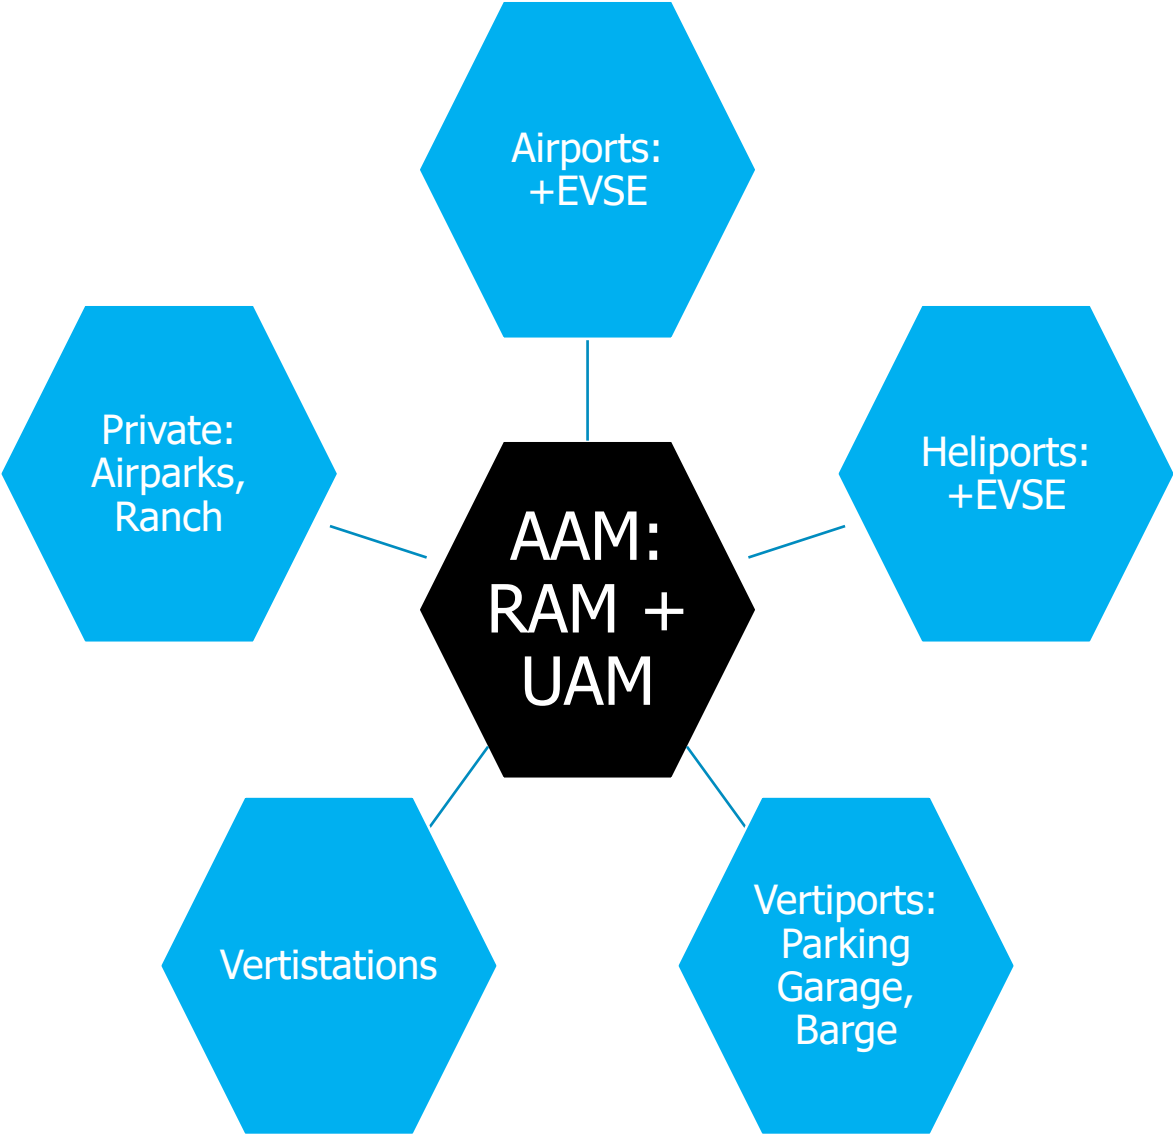 Airports:
+EVSE
Heliports:
+EVSE
Private:
Airparks,
Ranch
AAM:
RAM +
UAM
Vertistations
Vertiports:
Parking
Garage,
Barge